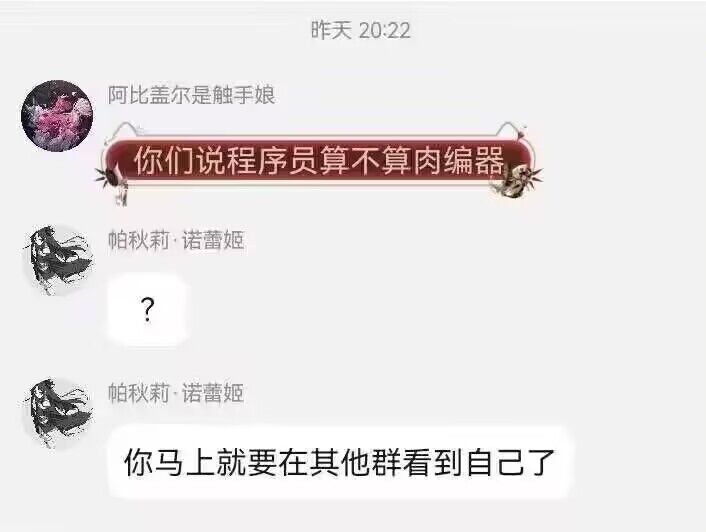 昨天 20:22
阿比盖尔是触手娘
你们说程序员算不算肉编器
帕秋莉·诺蕾姬
?
帕秋莉·诺蕾姬
你马上就要在其他群看到自己了